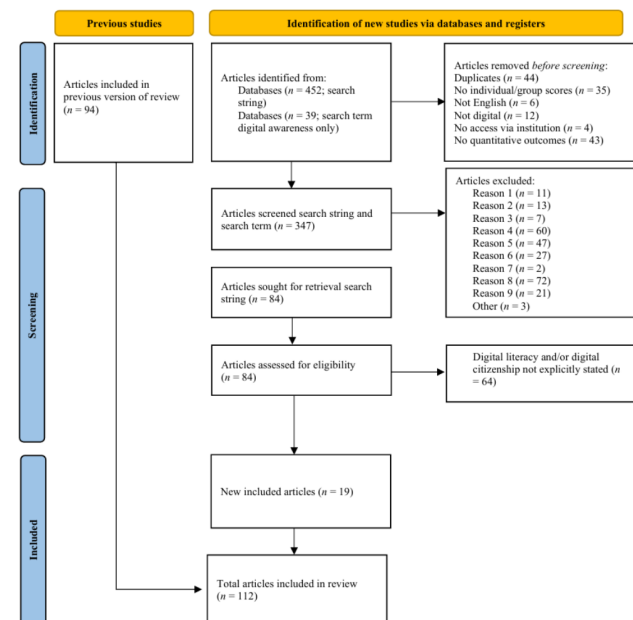 Previous studies
Identification of new studies via databases and registers
Identification
Articles included in
previous version of review
(n = 94)
Articles identified from:
Databases (n = 452; search
string)
Databases (n = 39; search term
digital awareness only)
Articles removed before screening:
Duplicates (n = 44)
No individual/group scores (n = 35)
Not English (n = 6)
Not digital (n = 12)
No access via institution (n = 4)
No quantitative outcomes (n = 43)
Screening
Articles screened search string and
search term (n = 347)
Articles excluded:
Reason 1 (n = 11)
Reason 2 (n = 13)
Reason 3 (n = 7)
Reason 4 (n = 60)
Reason 5 (n = 47)
Reason 6 (n = 27)
Reason 7 (n = 2)
Reason 8 (n = 72)
Reason 9 (n = 21)
Other (n = 3)
Articles sought for retrieval search
string (n = 84)
Articles assessed for eligibility
(n = 84)
Digital literacy and/or digital
citizenship not explicitly stated (n
= 64)
Included
New included articles (n = 19)
Total articles included in review
(n = 112)